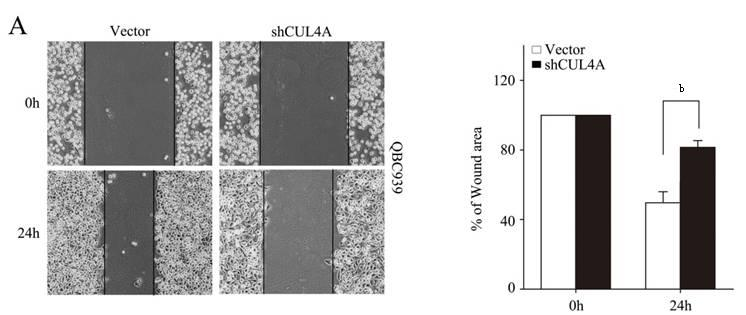 A
Vector
shCUL4A
0h
24h
QBC939
Vector
shCUL4A
b
% of Wound area
120
80
40
0
0h
24h